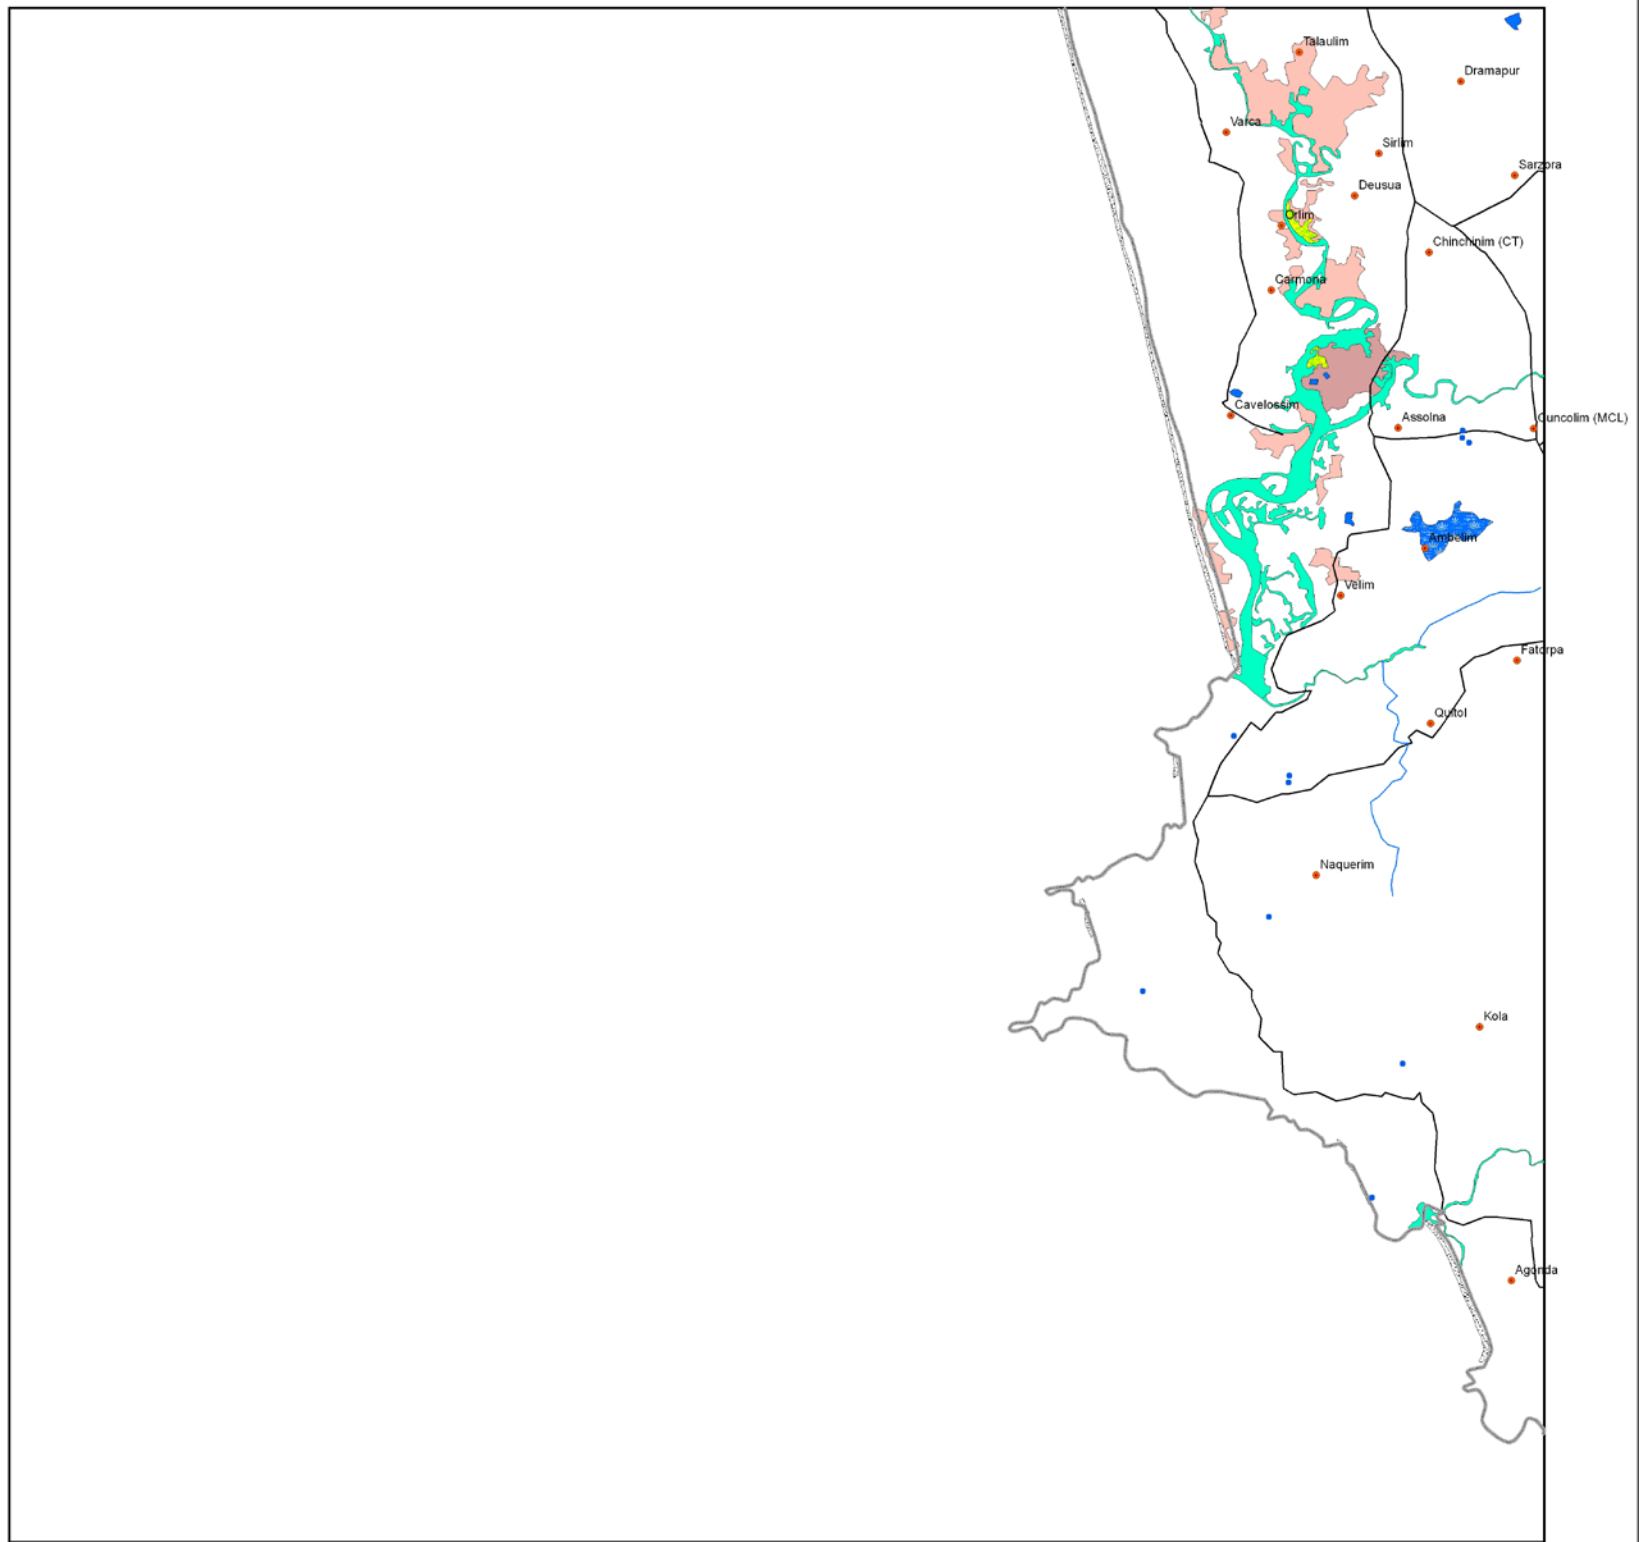 Talaulim
Dramapur
Varca
Sirlim
Sarzora
Deusua
Orlim
Chinchinim (CT)
Carmona
Cavelossim
Assolna
Cuncolim (MCL)
Ambelim
Velim
Fatorpa
Quitol
Naquerim
Kola
Agonda